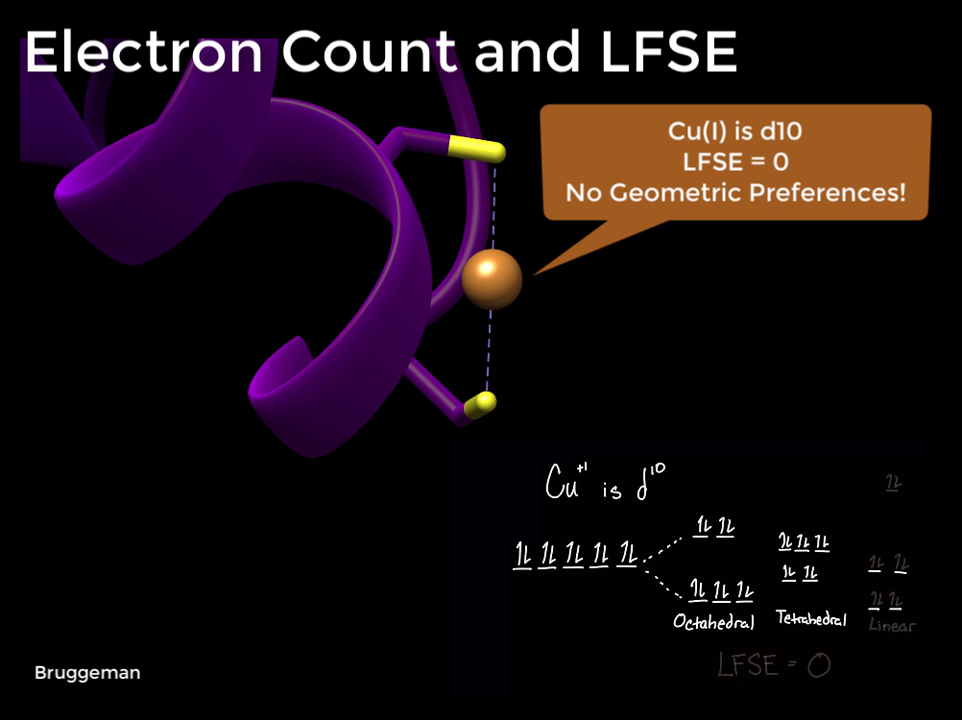 Electron Count and LFSE
Cu(I) is d10
LFSE = 0
No Geometric Preferences!
Cu⁺¹ is d¹⁰
Octahedral
Tetrahedral
Linear
LFSE = 0
Bruggeman